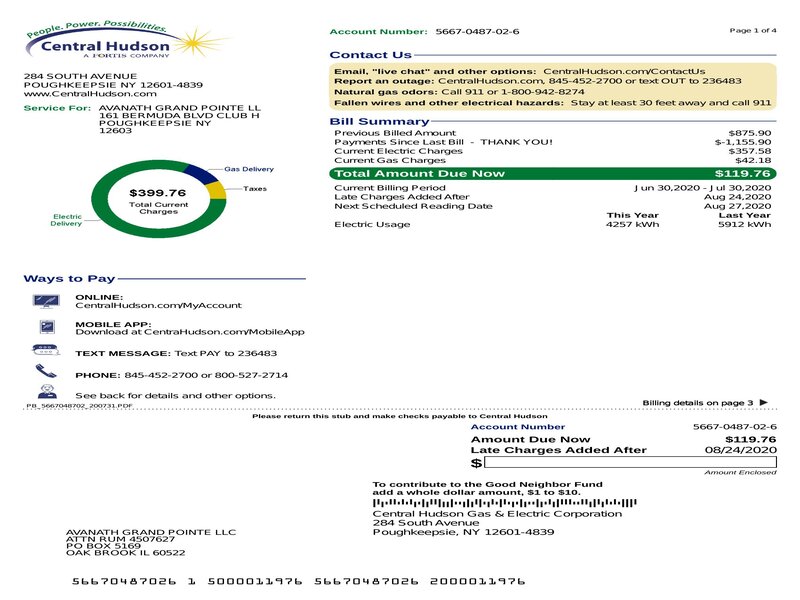 People. Power. Possibilities.
Central Hudson
A FORTIS COMPANY
284 SOUTH AVENUE
POUGHKEEPSIE NY 12601-4839
www.CentralHudson.com
Service For: AVANATH GRAND POINTE LL
161 BERMUDA BLVD CLUB H
POUGHKEEPSIE NY
12603
Gas Delivery
Taxes
$399.76
Total Current
Charges
Electric
Delivery
Account Number: 5667-0487-02-6
Page 1 of 4
Contact Us
Email, "live chat" and other options: CentralHudson.com/ContactUs
Report an outage: CentralHudson.com, 845-452-2700 or text OUT to 236483
Natural gas odors: Call 911 or 1-800-942-8274
Fallen wires and other electrical hazards: Stay at least 30 feet away and call 911
Bill Summary
Previous Billed Amount $875.90
Payments Since Last Bill - THANK YOU! $-1,155.90
Current Electric Charges $357.58
Current Gas Charges $42.18
Total Amount Due Now $119.76
Current Billing Period Jun 30,2020 - Jul 30,2020
Late Charges Added After Aug 24,2020
Next Scheduled Reading Date Aug 27,2020
This Year Last Year
Electric Usage 4257 kWh 5912 kWh
Ways to Pay
ONLINE:
CentralHudson.com/MyAccount
MOBILE APP:
Download at CentraHudson.com/MobileApp
TEXT MESSAGE: Text PAY to 236483
PHONE: 845-452-2700 or 800-527-2714
See back for details and other options.
PB_5667048702_200731.PDF
Billing details on page 3 ▶
Please return this stub and make checks payable to Central Hudson
Account Number 5667-0487-02-6
Amount Due Now $119.76
Late Charges Added After 08/24/2020
$
Amount Enclosed
To contribute to the Good Neighbor Fund
add a whole dollar amount, $1 to $10.
Central Hudson Gas & Electric Corporation
284 South Avenue
Poughkeepsie, NY 12601-4839
AVANATH GRAND POINTE LLC
ATTN RUM 4507627
PO BOX 5169
OAK BROOK IL 60522
56670487026 1 5000011976 56670487026 2000011976